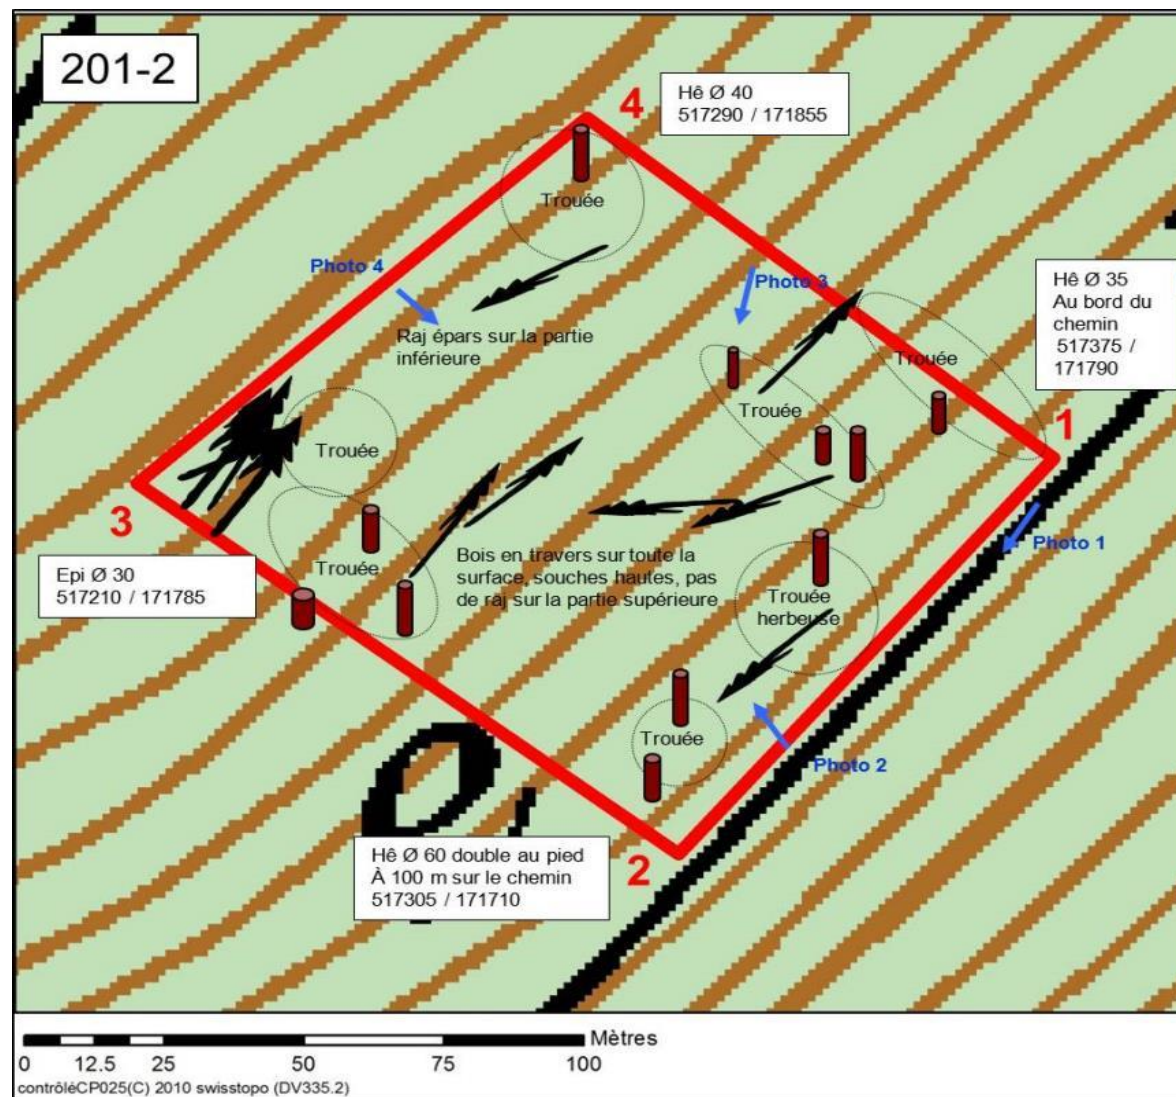 201-2
4
Hê Ø 40
517290 / 171855
Trouée
Photo 4
Photo 3
Hê Ø 35
Au bord du
chemin
517375 /
171790
Raj épars sur la partie
inférieure
Trouée
Trouée
1
Trouée
3
Photo 1
Epi Ø 30
517210 / 171785
Trouée
Bois en travers sur toute la
surface, souches hautes, pas
de raj sur la partie supérieure
Trouée
herbeuse
Trouée
Photo 2
Hê Ø 60 double au pied
À 100 m sur le chemin
517305 / 171710
2
Mètres
0 12.5 25 50 75 100
contrôléCP025(C) 2010 swisstopo (DV335.2)